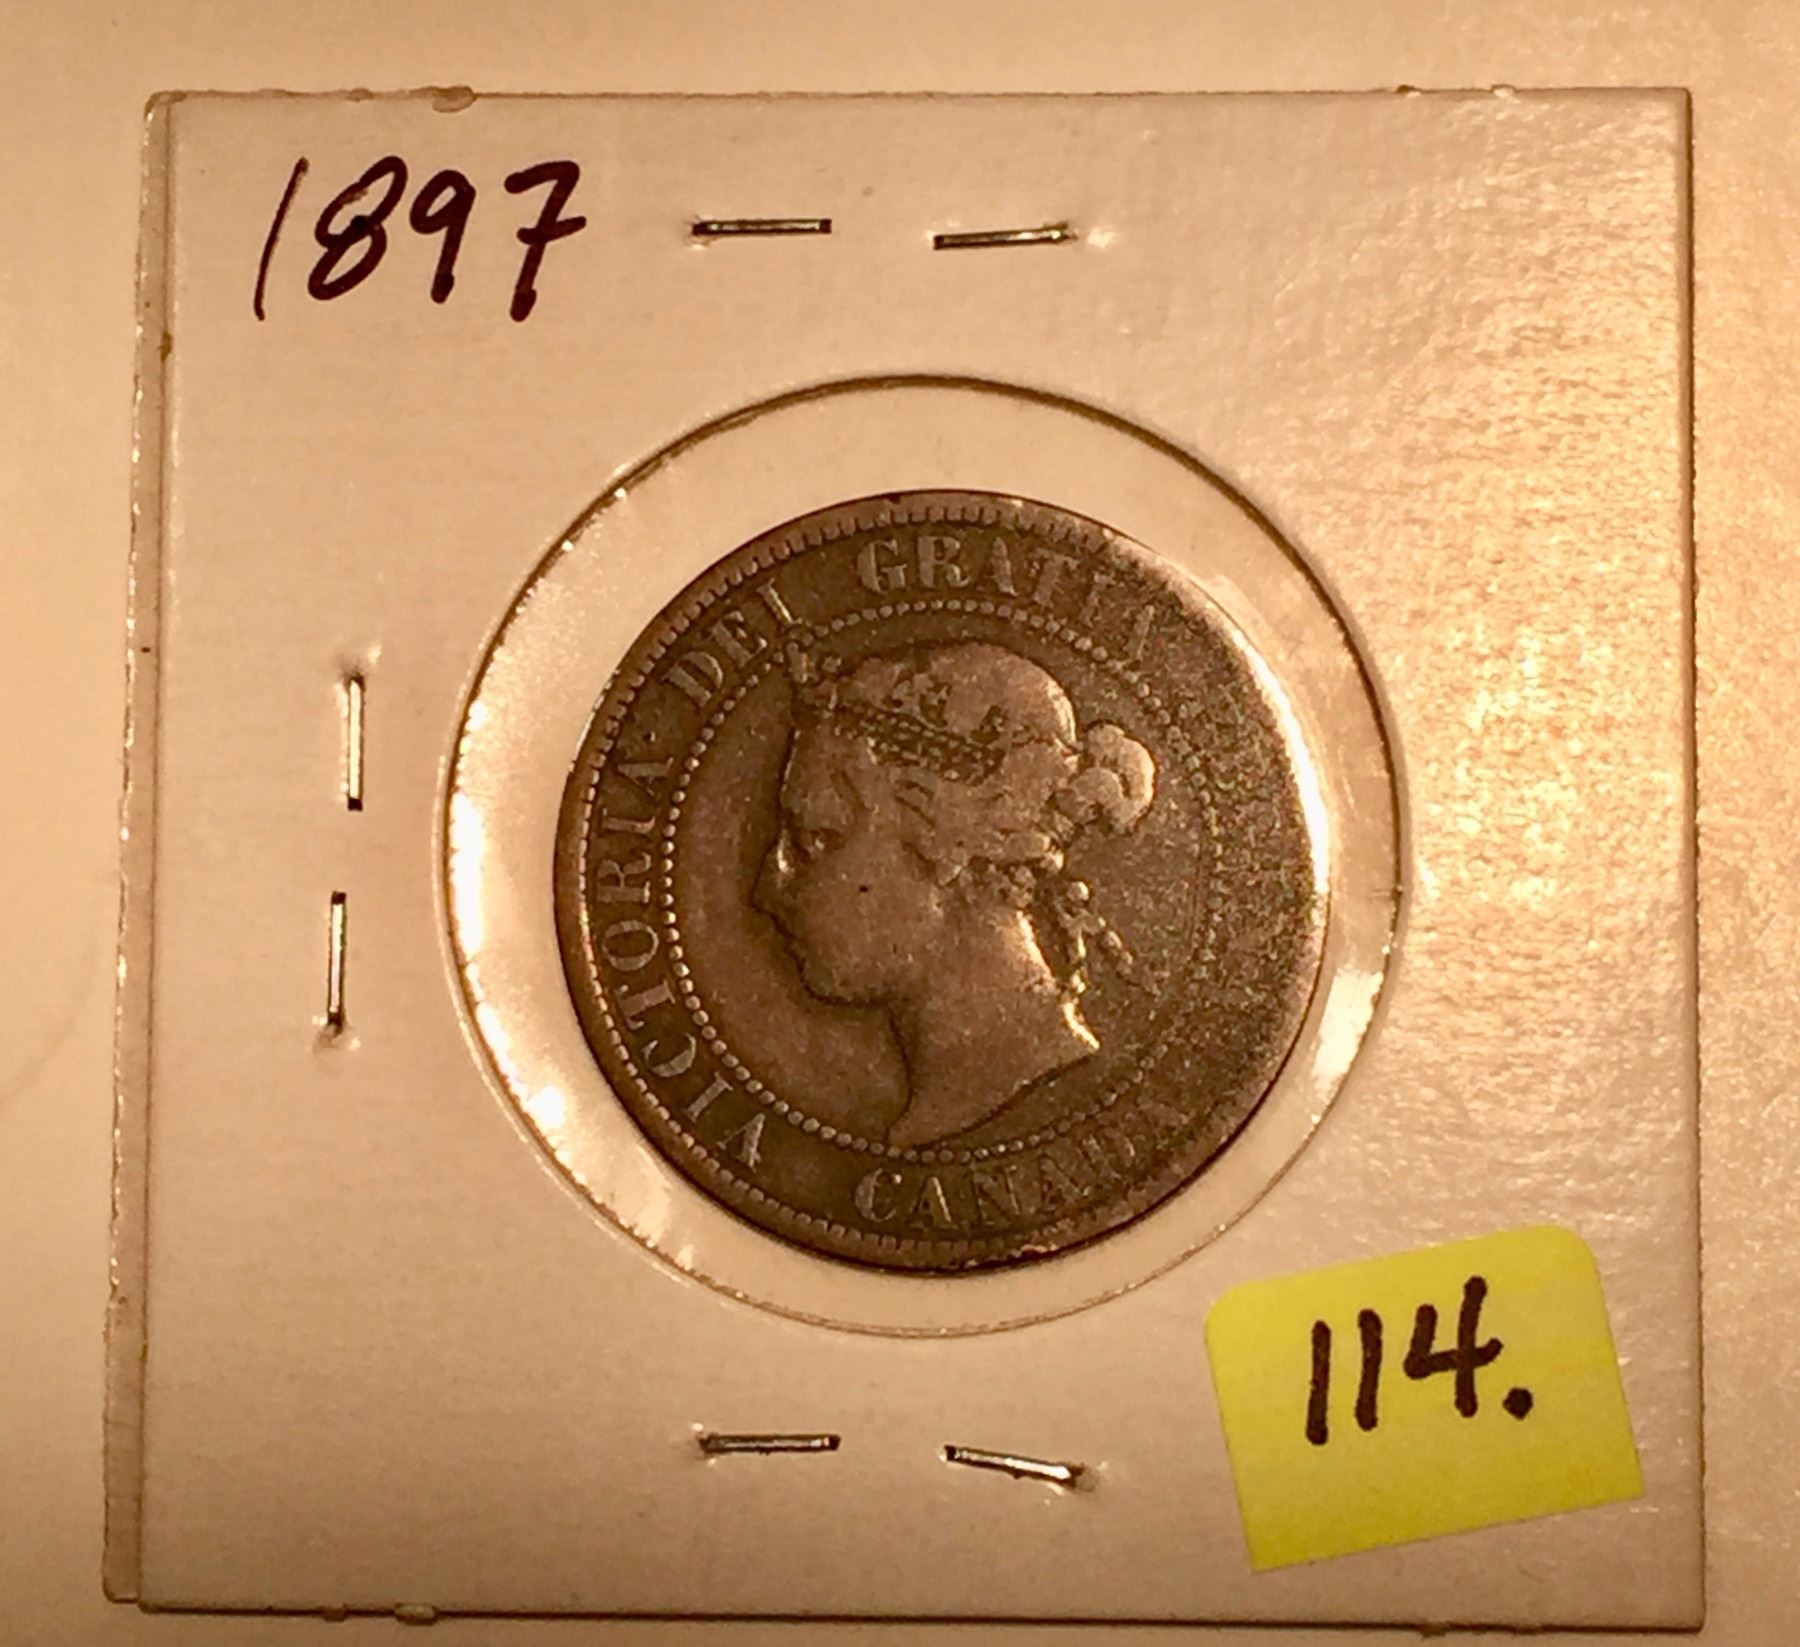 1897
VICTORIA · DEI GRATIA
CANADA
114.